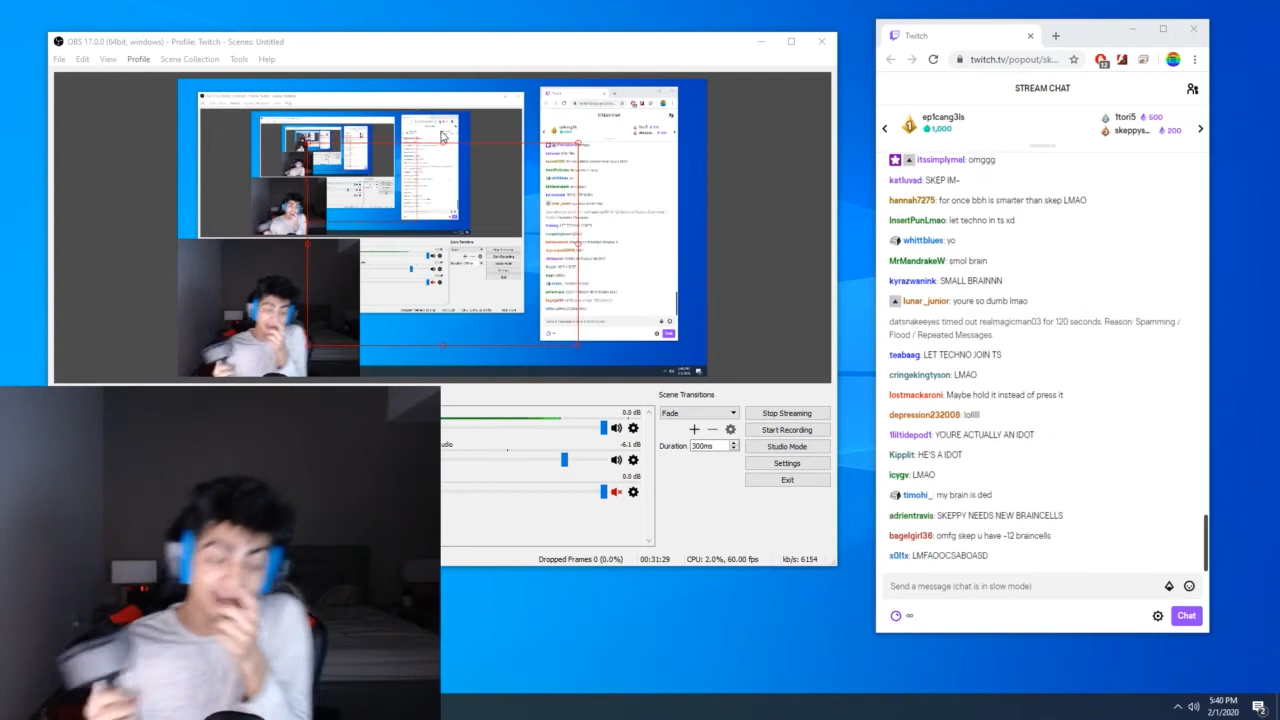 OBS 17.0.0 (64bit, windows) - Profile: Twitch - Scenes: Untitled
File Edit View Profile Scene Collection Tools Help
0.0 dB
udio
-6.1 dB
0.0 dB
Scene Transitions
Fade
Duration 300ms
Stop Streaming
Start Recording
Studio Mode
Settings
Exit
Dropped Frames 0 (0.0%) 00:31:29 CPU: 2.0%, 60.00 fps kb/s: 6154
Twitch
twitch.tv/popout/sk...
12
STREAM CHAT
ep1cang3ls
1,000
1tori5 500
skeppys... 200
itssimplymel: omggg
katluvad: SKEP IM~
hannah7275: for once bbh is smarter than skep LMAO
InsertPunLmao: let techno in ts xd
whittblues: yo
MrMandrakeW: smol brain
kyrazwanink: SMALL BRAINNN
lunar_junior: youre so dumb lmao
datsnakeeyes timed out realmagicman03 for 120 seconds. Reason: Spamming /
Flood / Repeated Messages.
teabaag: LET TECHNO JOIN TS
cringekingtyson: LMAO
lostmackaroni: Maybe hold it instead of press it
depression232008: lolllll
1liltidepod1: YOURE ACTUALLY AN IDOT
Kipplit: HE'S A IDOT
icygv: LMAO
timohi_: my brain is ded
adrientravis: SKEPPY NEEDS NEW BRAINCELLS
bagelgirl36: omfg skep u have -12 braincells
x0l1x: LMFAOOCSABOASD
Send a message (chat is in slow mode)
Chat
5:40 PM
2/1/2020
2